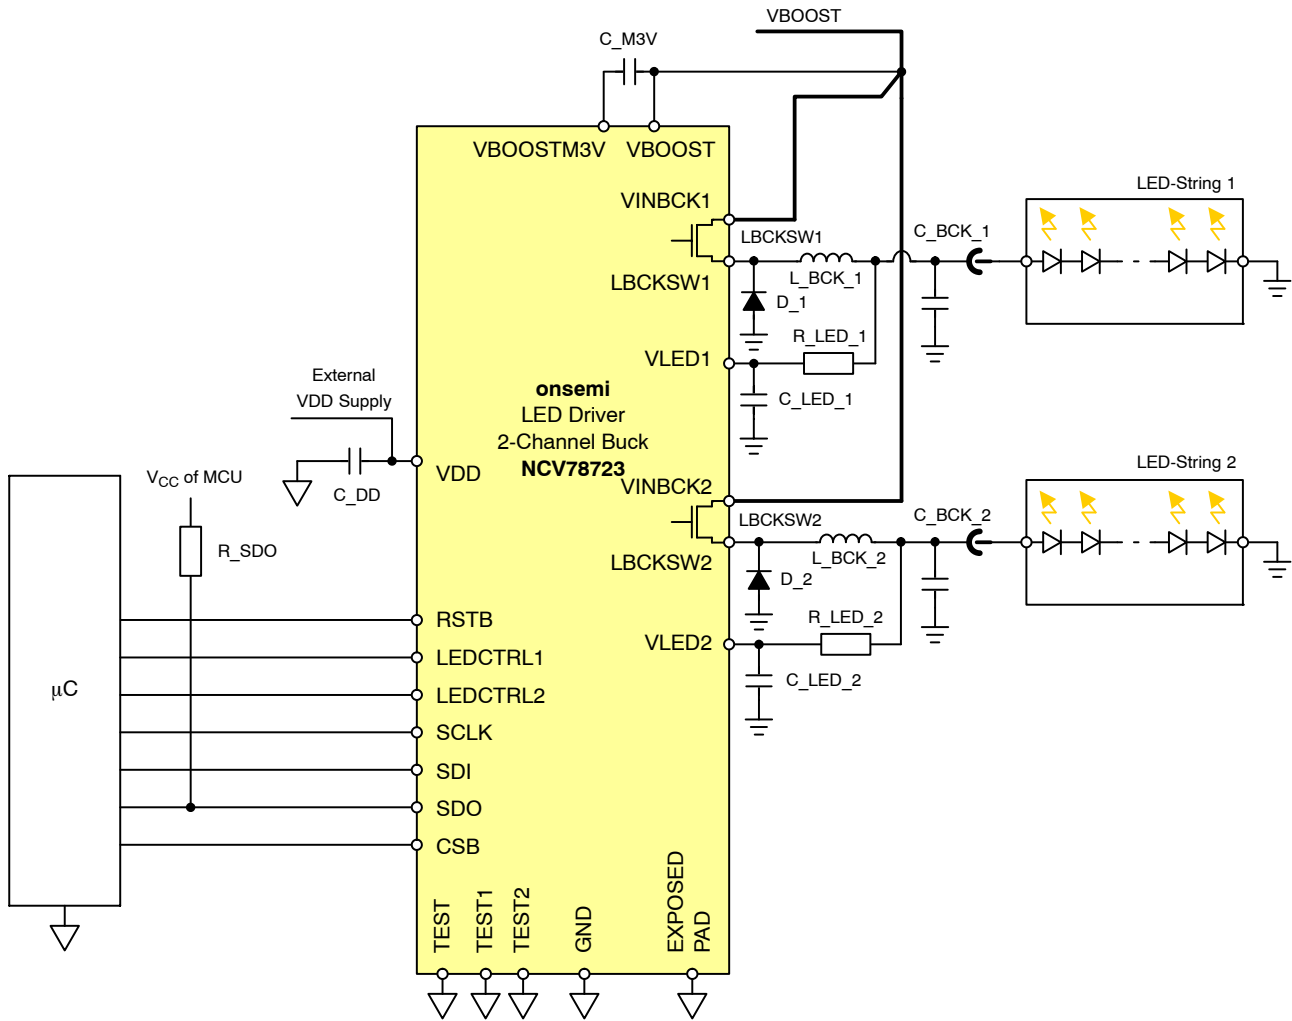 VBOOST
C_M3V
VBOOSTM3V
VBOOST
VINBCK1
LBCKSW1
LBCKSW1
L_BCK_1
C_BCK_1
LED-String 1
D_1
R_LED_1
VLED1
C_LED_1
External
VDD Supply
C_DD
VDD
onsemi
LED Driver
2-Channel Buck
NCV78723
VINBCK2
LBCKSW2
LBCKSW2
L_BCK_2
C_BCK_2
LED-String 2
D_2
R_LED_2
VLED2
C_LED_2
VCC of MCU
R_SDO
μC
RSTB
LEDCTRL1
LEDCTRL2
SCLK
SDI
SDO
CSB
TEST
TEST1
TEST2
GND
EXPOSED
PAD